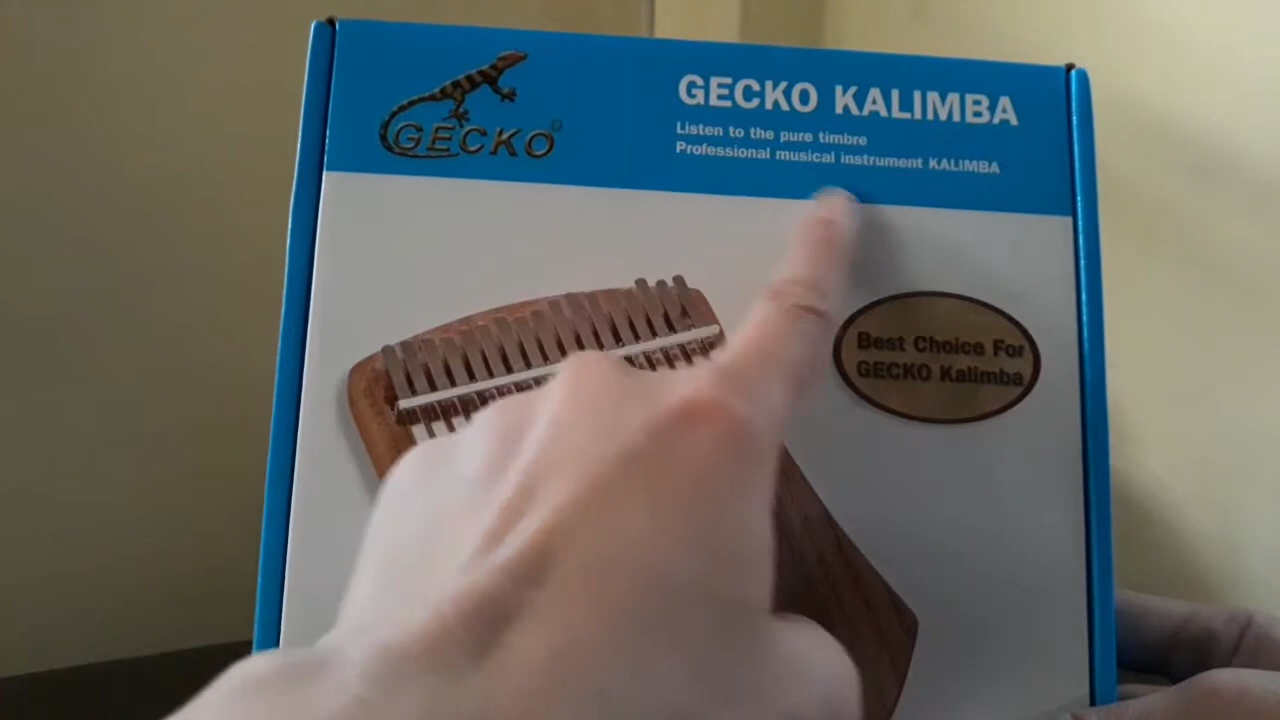 GECKO
GECKO KALIMBA
Listen to the pure timbre
Professional musical instrument KALIMBA
Best Choice For
GECKO Kalimba